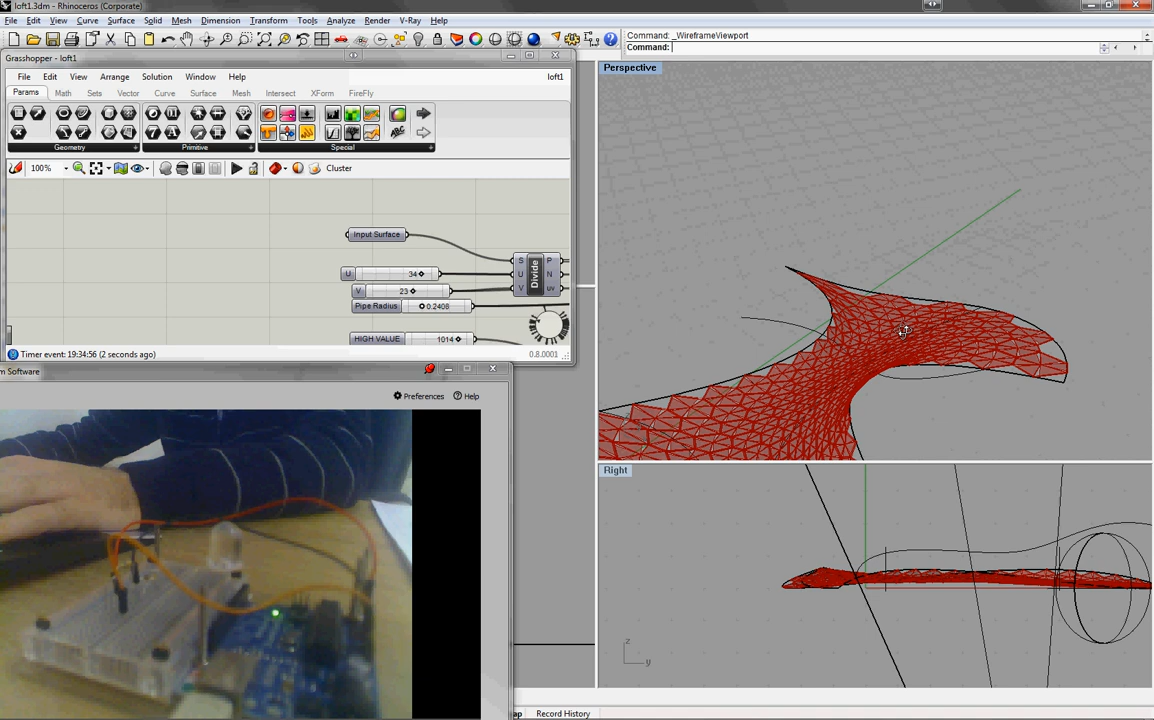 loft1.3dm - Rhinoceros (Corporate)
File Edit View Curve Surface Solid Mesh Dimension Transform Tools Analyze Render V-Ray Help
Command: _WireframeViewport
Command:
Grasshopper - loft1
File Edit View Arrange Solution Window Help loft1
Params Math Sets Vector Curve Surface Mesh Intersect XForm FireFly
Geometry Primitive Special
100% Cluster
Input Surface
U 34
V 23
Pipe Radius 0.2408
HIGH VALUE 1014
S U V Divide P N uv
Timer event: 19:34:56 (2 seconds ago) 0.8.0001
m Software
Preferences Help
Perspective
Right
z
y
ap Record History